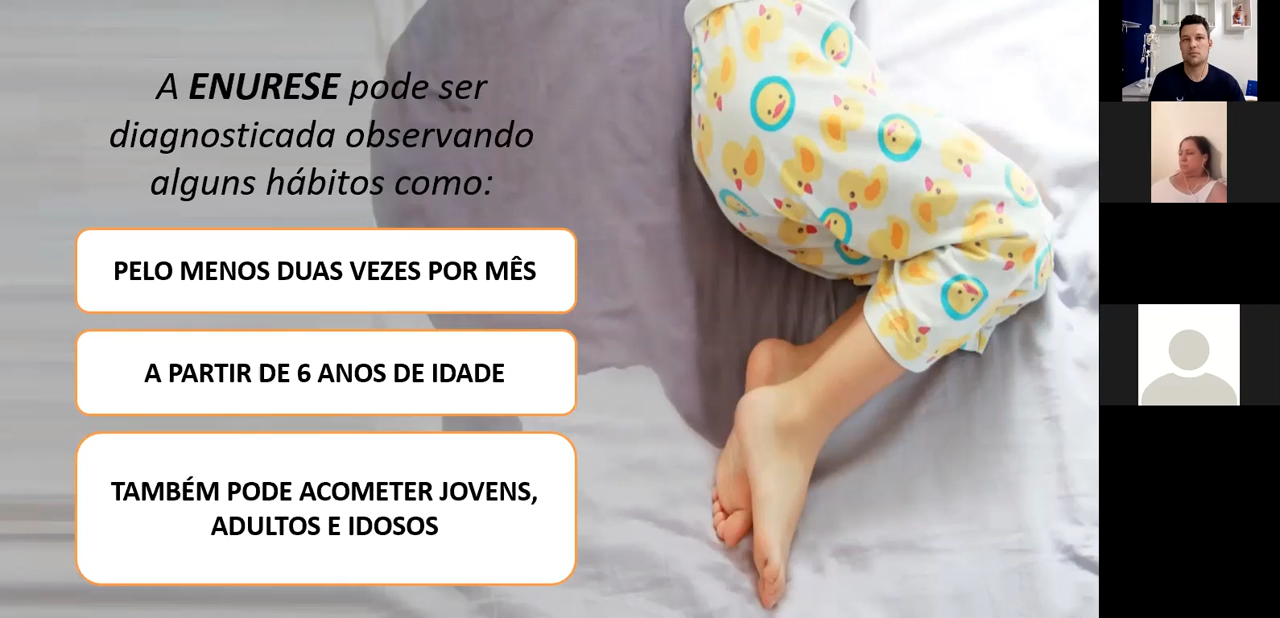 A ENURESE pode ser
diagnosticada observando
alguns hábitos como:
PELO MENOS DUAS VEZES POR MÊS
A PARTIR DE 6 ANOS DE IDADE
TAMBÉM PODE ACOMETER JOVENS,
ADULTOS E IDOSOS